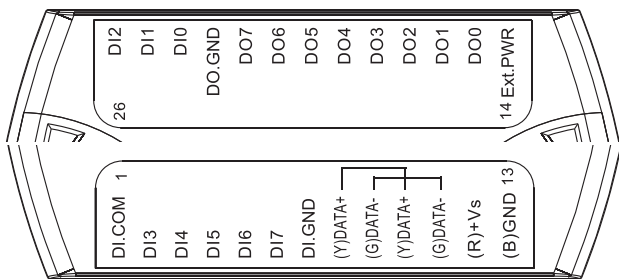 DI2
DI1
DI0
DO.GND
DO7
DO6
DO5
DO4
DO3
DO2
DO1
DO0
Ext.PWR
26
14
1
13
DI.COM
DI3
DI4
DI5
DI6
DI7
DI.GND
(Y)DATA+
(G)DATA-
(Y)DATA+
(G)DATA-
(R)+Vs
(B)GND